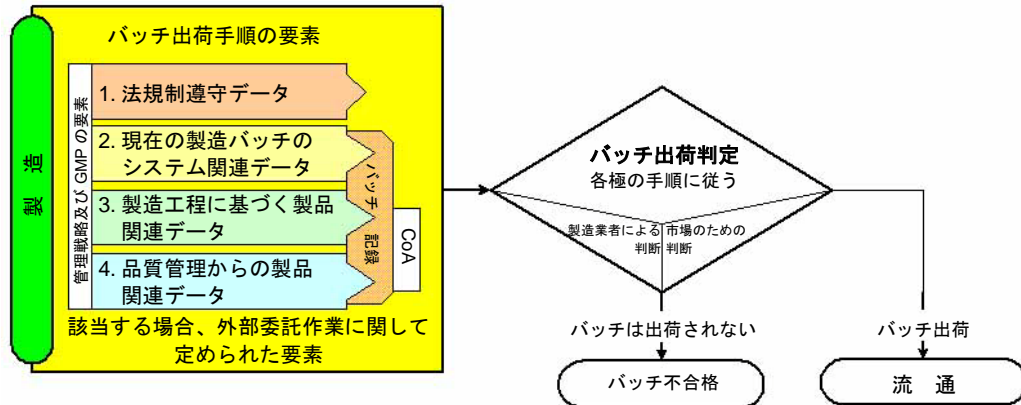 製造
バッチ出荷手順の要素
管理戦略及び GMP の要素
1. 法規制遵守データ
2. 現在の製造バッチの
システム関連データ
3. 製造工程に基づく製品
関連データ
4. 品質管理からの製品
関連データ
バッチ記録
CoA
該当する場合、外部委託作業に関して
定められた要素
バッチ出荷判定
各極の手順に従う
製造業者による
判断
市場のための
判断
バッチは出荷されない
バッチ出荷
バッチ不合格
流 通